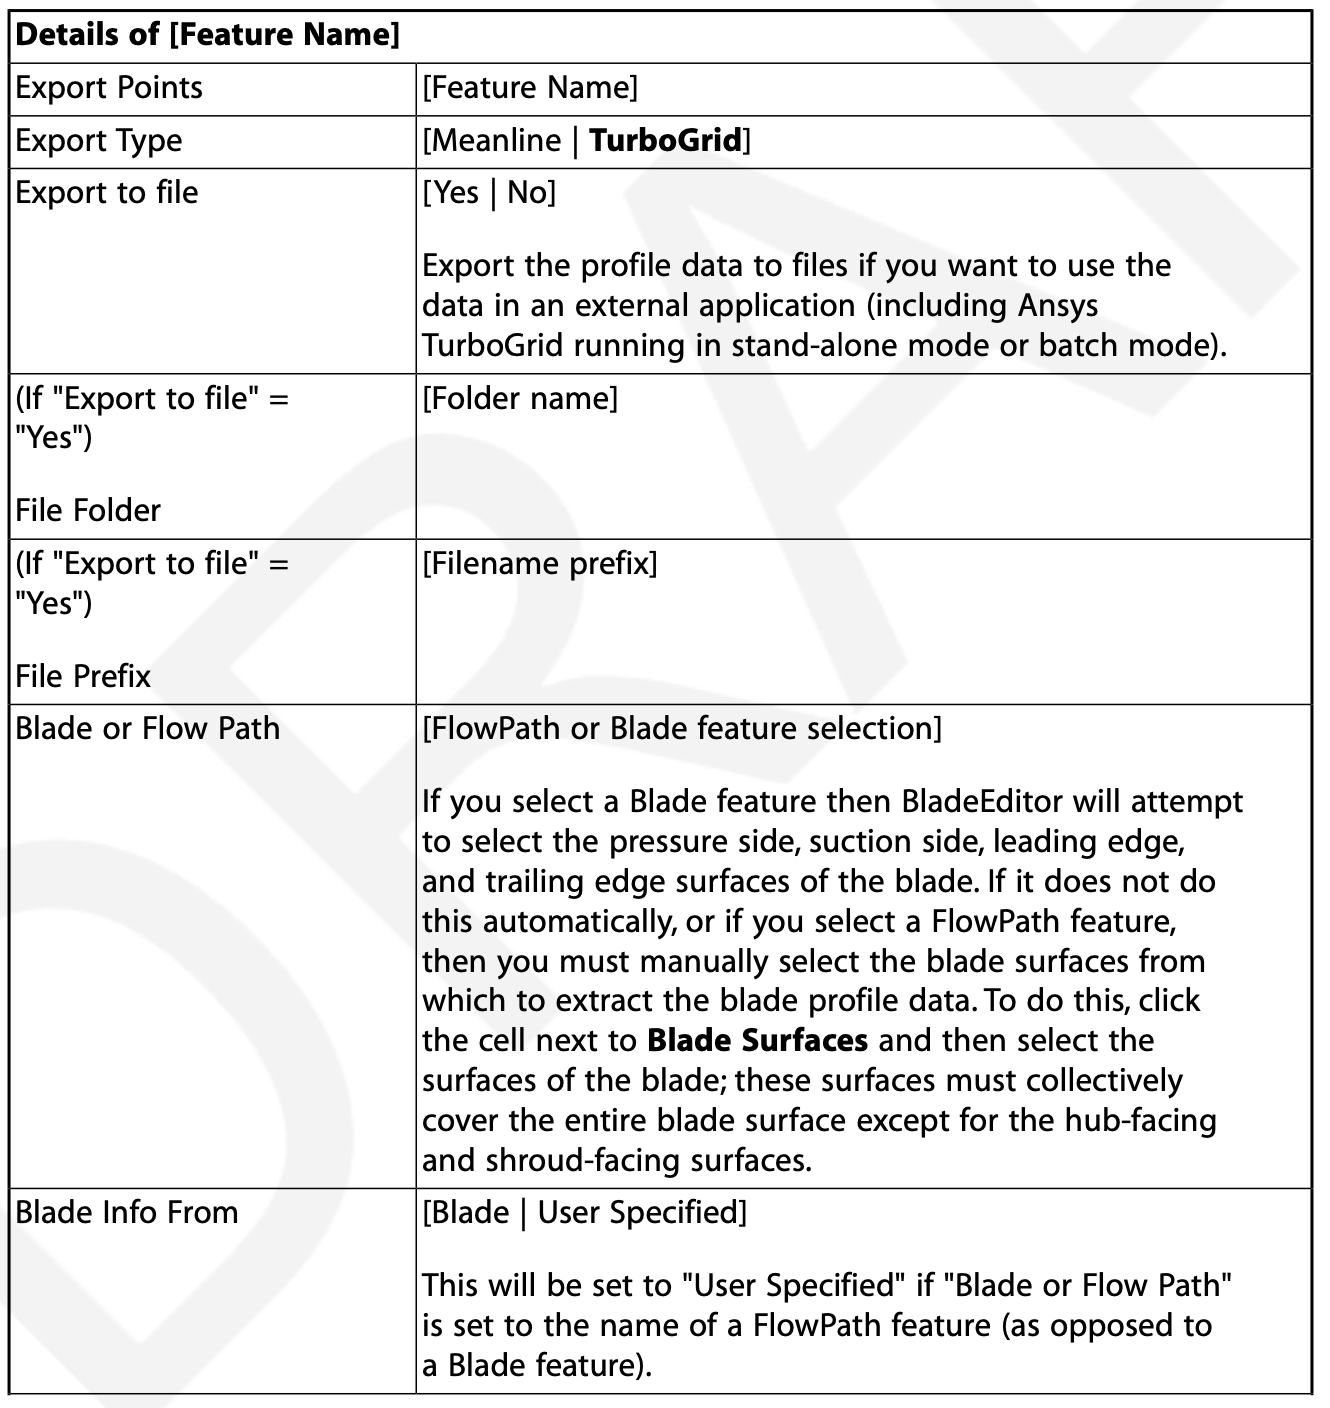 Details of [Feature Name]
Export Points
[Feature Name]
Export Type
[Meanline | TurboGrid]
Export to file
[Yes | No]
Export the profile data to files if you want to use the
data in an external application (including Ansys
TurboGrid running in stand-alone mode or batch mode).
(If "Export to file" =
"Yes")
File Folder
[Folder name]
(If "Export to file" =
"Yes")
File Prefix
[Filename prefix]
Blade or Flow Path
[FlowPath or Blade feature selection]
If you select a Blade feature then BladeEditor will attempt
to select the pressure side, suction side, leading edge,
and trailing edge surfaces of the blade. If it does not do
this automatically, or if you select a FlowPath feature,
then you must manually select the blade surfaces from
which to extract the blade profile data. To do this, click
the cell next to Blade Surfaces and then select the
surfaces of the blade; these surfaces must collectively
cover the entire blade surface except for the hub-facing
and shroud-facing surfaces.
Blade Info From
[Blade | User Specified]
This will be set to "User Specified" if "Blade or Flow Path"
is set to the name of a FlowPath feature (as opposed to
a Blade feature).